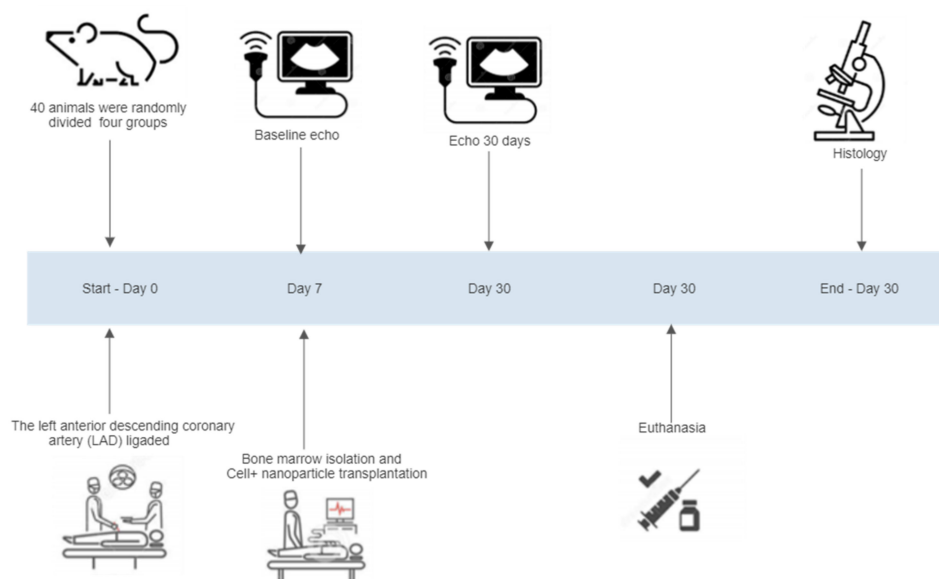 40 animals were randomly
divided  four groups
Baseline echo
Echo 30 days
Histology
Start - Day 0
Day 7
Day 30
Day 30
End - Day 30
The left anterior descending coronary
artery (LAD) ligaded
Bone marrow isolation and
Cell+ nanoparticle transplantation
Euthanasia